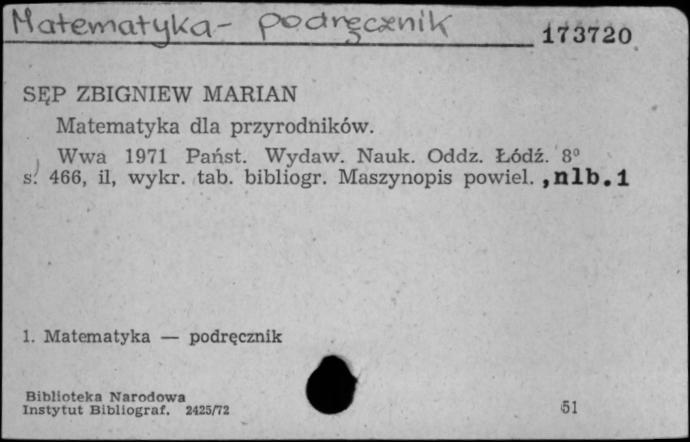 Matematyka - podręcznik
173720
SĘP ZBIGNIEW MARIAN
Matematyka dla przyrodników.
Wwa 1971 Państ. Wydaw. Nauk. Oddz. Łódź. 8°
s. 466, il, wykr. tab. bibliogr. Maszynopis powiel. ,nlb.1
1. Matematyka — podręcznik
Biblioteka Narodowa
Instytut Bibliograf. 2425/72
51